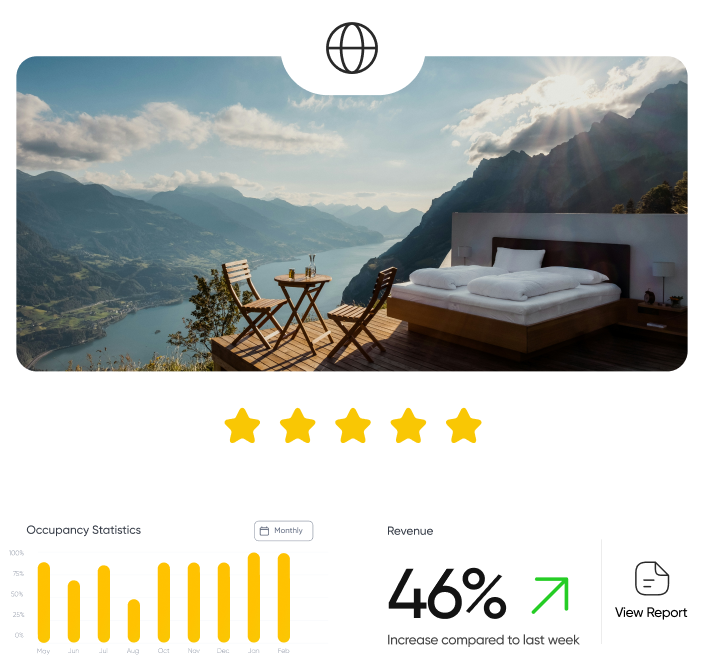 Occupancy Statistics
Monthly
100%
75%
50%
25%
0%
May Jun Jul Aug Oct Nov Dec Jan Feb
Revenue
46%
Increase compared to last week
View Report